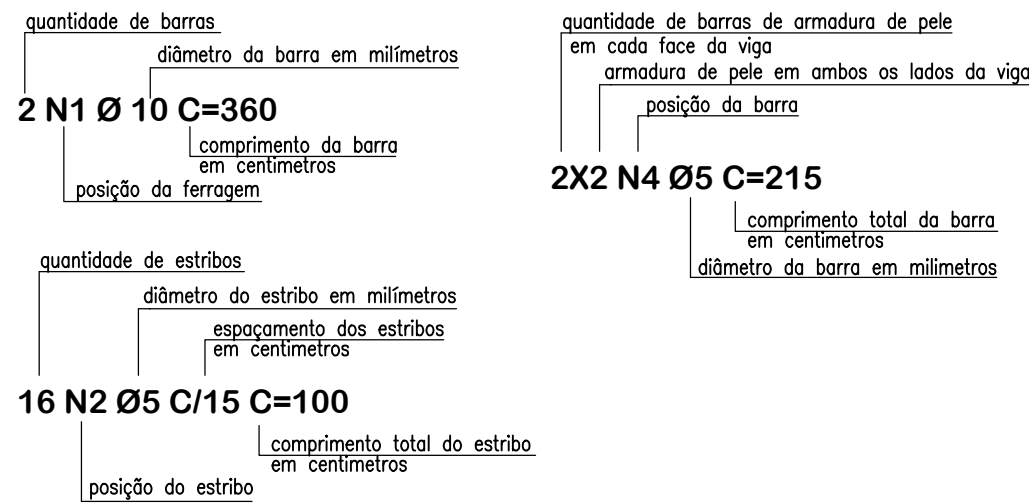 quantidade de barras
diâmetro da barra em milímetros
2 N1 Ø 10 C=360
comprimento da barra
em centimetros
posição da ferragem
quantidade de barras de armadura de pele
em cada face da viga
armadura de pele em ambos os lados da viga
posição da barra
2X2 N4 Ø5 C=215
comprimento total da barra
em centimetros
diâmetro da barra em milimetros
quantidade de estribos
diâmetro do estribo em milímetros
espaçamento dos estribos
em centimetros
16 N2 Ø5 C/15 C=100
comprimento total do estribo
em centimetros
posição do estribo